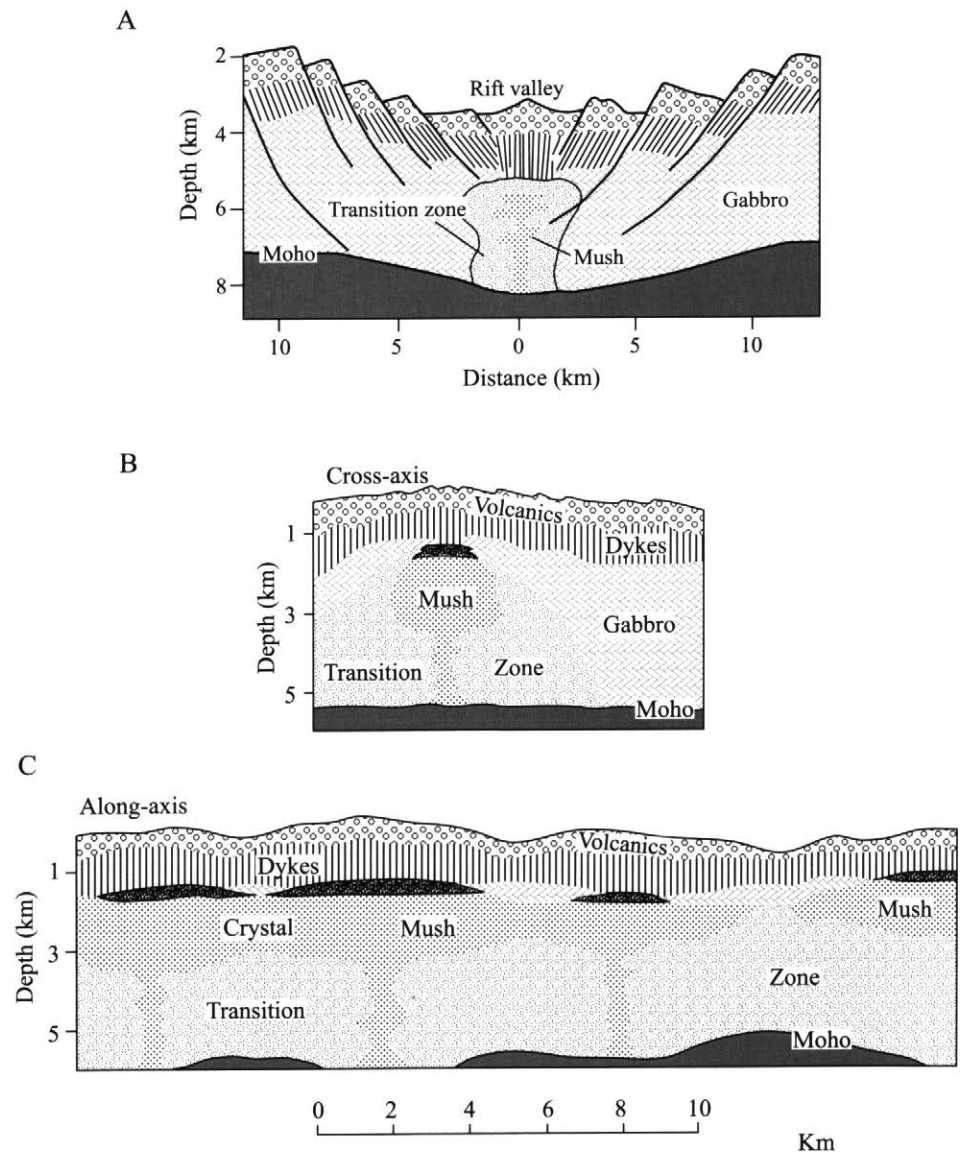 A
2
4
6
8
Depth (km)
Rift valley
Transition zone
Gabbro
Mush
Moho
10
5
0
5
10
Distance (km)
B
Cross-axis
Volcanics
1
Dykes
Depth (km)
Mush
3
Gabbro
Transition
Zone
5
Moho
C
Along-axis
Volcanics
1
Dykes
Depth (km)
Crystal
Mush
Mush
3
Zone
Transition
5
Moho
0
2
4
6
8
10
Km